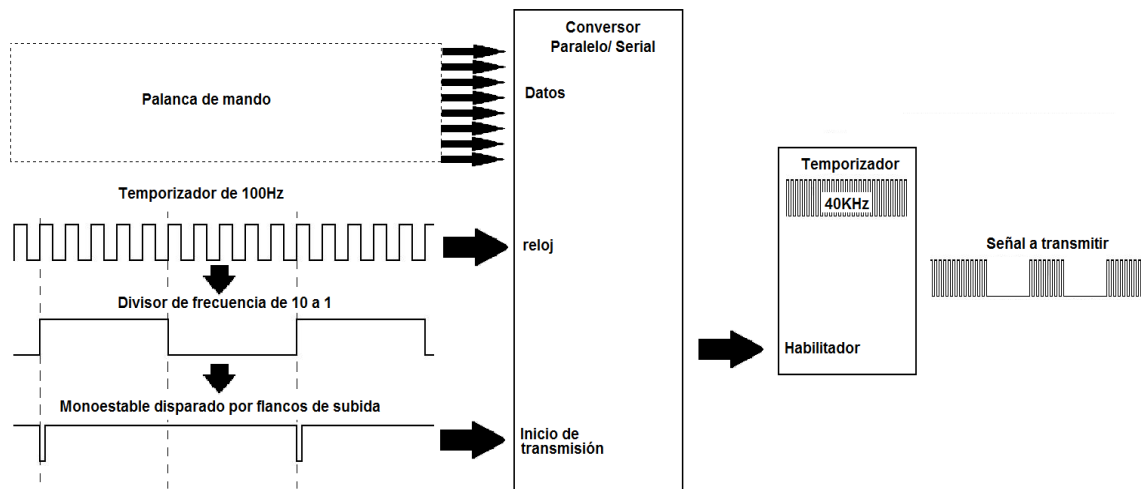 Conversor
Paralelo/ Serial
Palanca de mando
Datos
Temporizador de 100Hz
reloj
Divisor de frecuencia de 10 a 1
Monoestable disparado por flancos de subida
Inicio de
transmisión
Temporizador
40KHz
Habilitador
Señal a transmitir